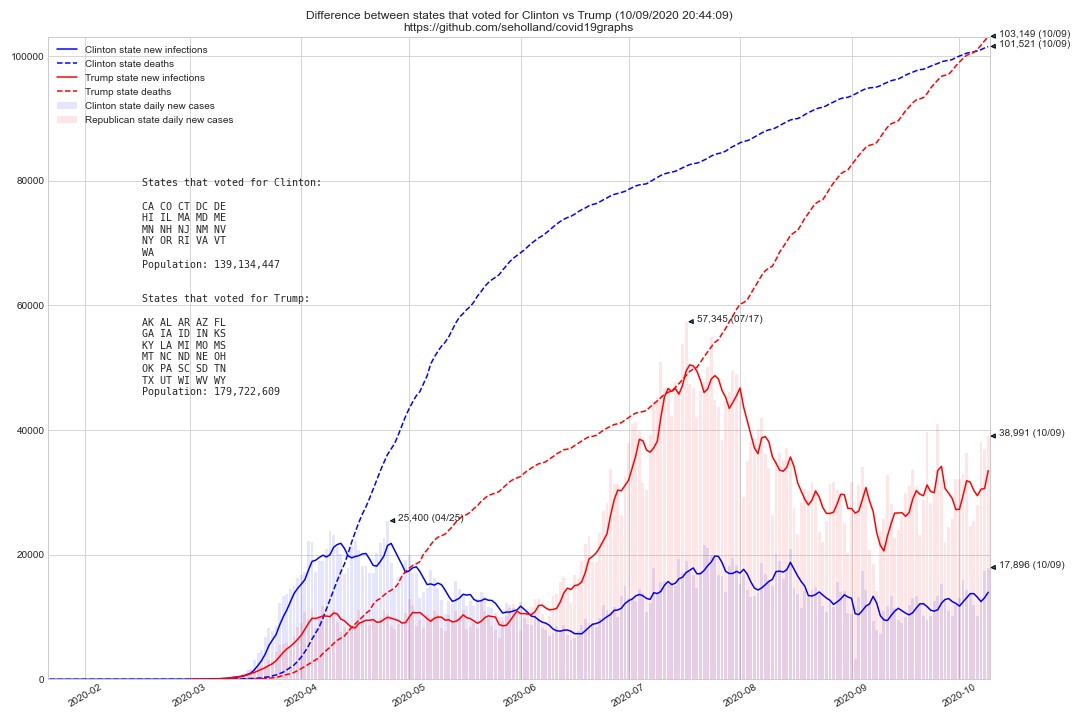 Difference between states that voted for Clinton vs Trump (10/09/2020 20:44:09)
https://github.com/seholland/covid19graphs
103,149 (10/09)
101,521 (10/09)
Clinton state new infections
Clinton state deaths
Trump state new infections
Trump state deaths
Clinton state daily new cases
Republican state daily new cases
100000
80000
60000
40000
20000
0
States that voted for Clinton:
CA CO CT DC DE
HI IL MA MD ME
MN NH NJ NM NV
NY OR RI VA VT
WA
Population: 139,134,447
States that voted for Trump:
AK AL AR AZ FL
GA IA ID IN KS
KY LA MI MO MS
MT NC ND NE OH
OK PA SC SD TN
TX UT WI WV WY
Population: 179,722,609
57,345 (07/17)
38,991 (10/09)
25,400 (04/25)
17,896 (10/09)
2020-02
2020-03
2020-04
2020-05
2020-06
2020-07
2020-08
2020-09
2020-10